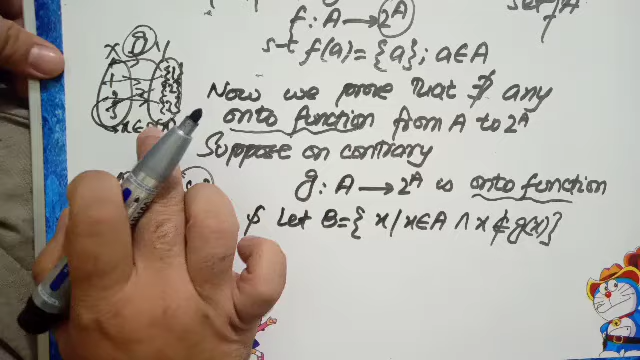 f : A → 2^A
s.t f(a) = {a} ; a ∈ A
Now we prove that ∄ any
onto function from A to 2^A
Suppose on contrary
g : A → 2^A is onto function
& Let B = { x | x ∈ A ∧ x ∉ g(x) }